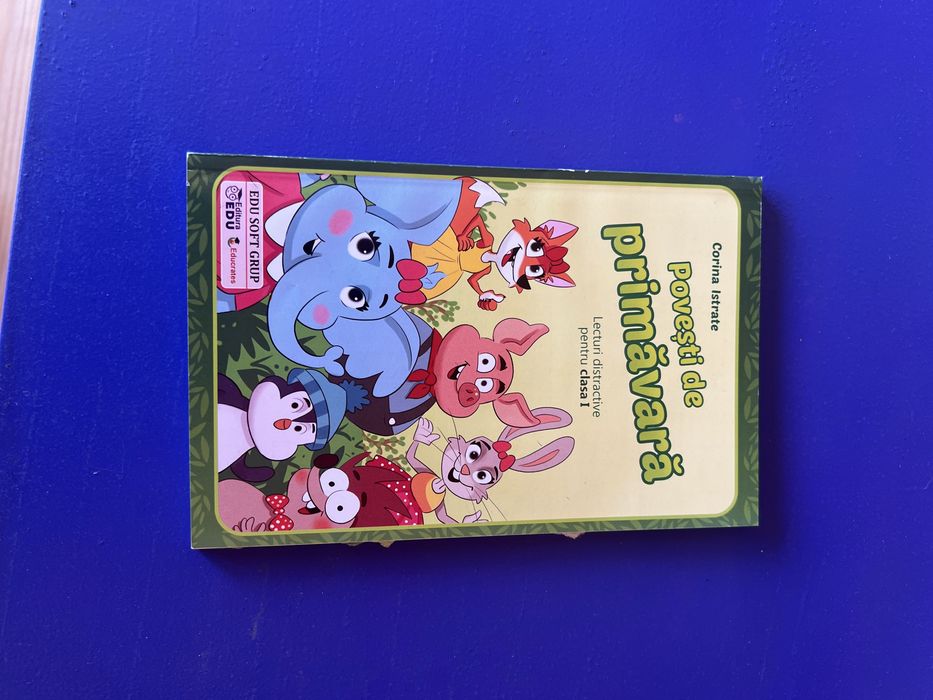 Corina Istrate
Povești de
primăvară
Lecturi distractive
pentru clasa I
EDU SOFT GRUP
Editura
EDU
Educrates